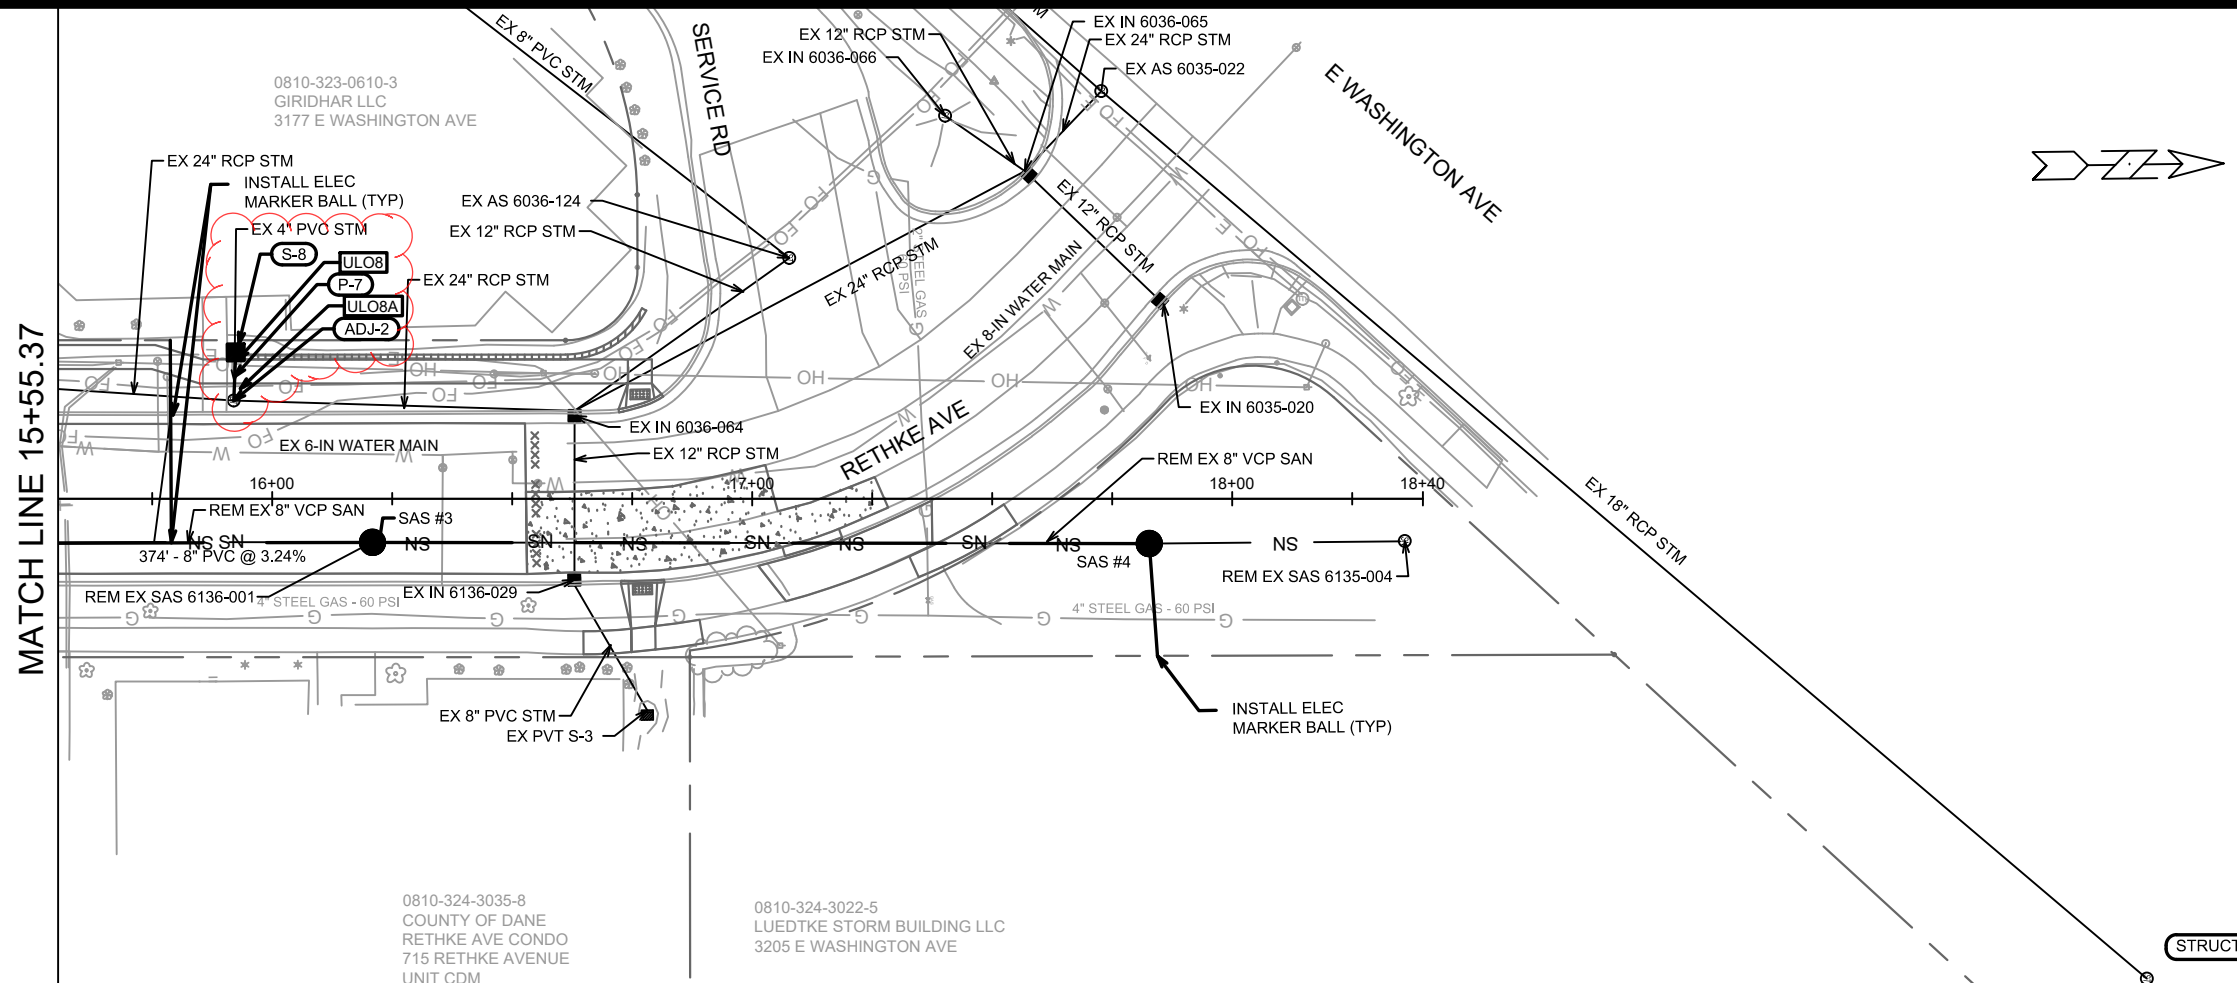 EX IN 6036-065
EX 12" RCP STM
EX 24" RCP STM
EX IN 6036-066
EX AS 6035-022
EX 8" PVC STM
SERVICE RD
E WASHINGTON AVE
0810-323-0610-3
GIRIDHAR LLC
3177 E WASHINGTON AVE
EX 24" RCP STM
INSTALL ELEC
MARKER BALL (TYP)
EX 4" PVC STM
S-8
ULO8
P-7
ULO8A
ADJ-2
EX 24" RCP STM
EX AS 6036-124
EX 12" RCP STM
EX 24" RCP STM
EX 12" RCP STM
EX 8-IN WATER MAIN
MATCH LINE 15+55.37
EX IN 6036-064
EX 12" RCP STM
EX 6-IN WATER MAIN
RETHKE AVE
EX IN 6035-020
REM EX 8" VCP SAN
16+00
17+00
18+00
18+40
EX 18" RCP STM
REM EX 8" VCP SAN
SAS #3
374' - 8" PVC @ 3.24%
NS
SN
NS
SN
NS
SN
NS
SN
NS
NS
SAS #4
REM EX SAS 6135-004
REM EX SAS 6136-001
4" STEEL GAS - 60 PSI
EX IN 6136-029
4" STEEL GAS - 60 PSI
EX 8" PVC STM
EX PVT S-3
INSTALL ELEC
MARKER BALL (TYP)
0810-324-3035-8
COUNTY OF DANE
RETHKE AVE CONDO
715 RETHKE AVENUE
UNIT CDM
0810-324-3022-5
LUEDTKE STORM BUILDING LLC
3205 E WASHINGTON AVE
STRUCT